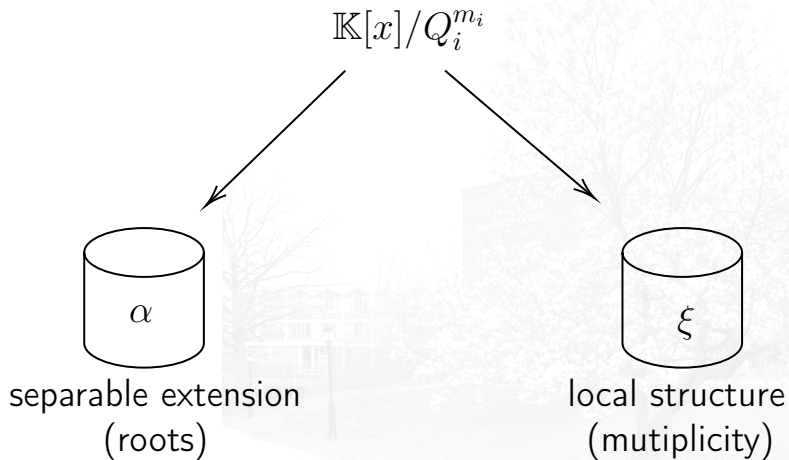 𝕂[x]/Q_i^{m_i}
α
ξ
separable extension
(roots)
local structure
(mutiplicity)